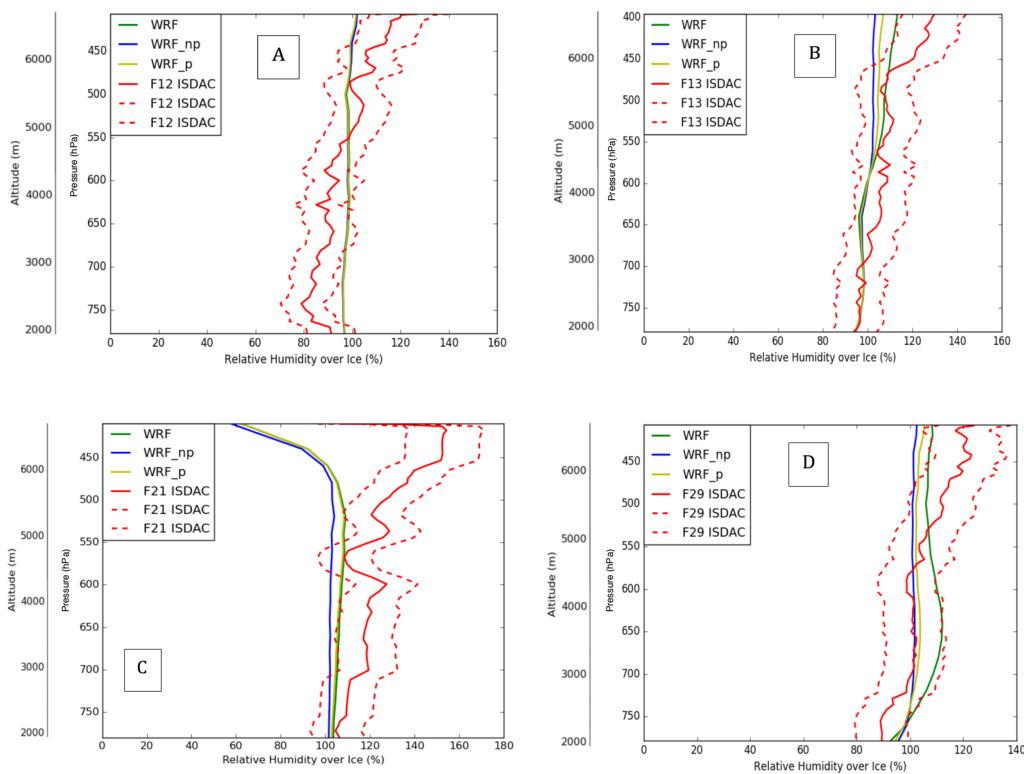 WRF
WRF_np
WRF_p
F12 ISDAC
F12 ISDAC
F12 ISDAC
A
450
500
550
600
650
700
750
6000
5000
4000
3000
2000
Altitude (m)
Pressure (hPa)
0 20 40 60 80 100 120 140 160
Relative Humidity over Ice (%)
WRF
WRF_np
WRF_p
F13 ISDAC
F13 ISDAC
F13 ISDAC
B
400
450
500
550
600
650
700
750
6000
5000
4000
3000
2000
Altitude (m)
Pressure (hPa)
0 20 40 60 80 100 120 140 160
Relative Humidity over Ice (%)
WRF
WRF_np
WRF_p
F21 ISDAC
F21 ISDAC
F21 ISDAC
C
450
500
550
600
650
700
750
6000
5000
4000
3000
2000
Altitude (m)
Pressure (hPa)
0 20 40 60 80 100 120 140 160 180
Relative Humidity over Ice (%)
WRF
WRF_np
WRF_p
F29 ISDAC
F29 ISDAC
F29 ISDAC
D
450
500
550
600
650
700
750
6000
5000
4000
3000
2000
Altitude (m)
Pressure (hPa)
0 20 40 60 80 100 120 140
Relative Humidity over Ice (%)